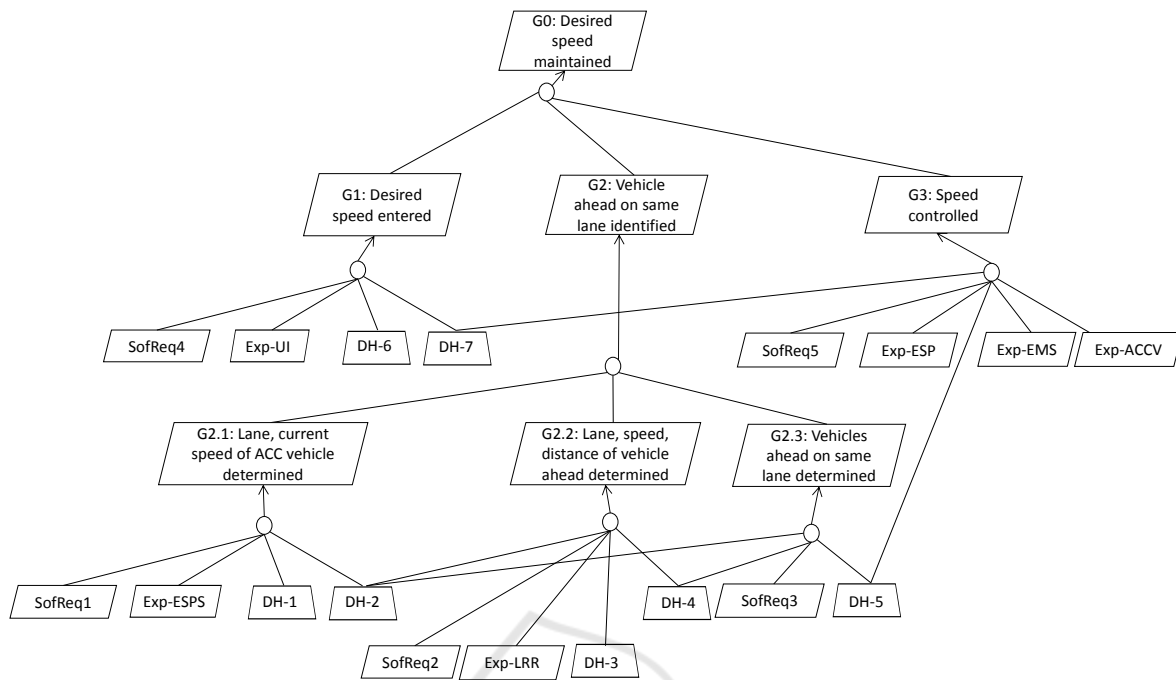 G0: Desired
speed
maintained
G1: Desired
speed entered
G2: Vehicle
ahead on same
lane identified
G3: Speed
controlled
SofReq4
Exp-UI
DH-6
DH-7
SofReq5
Exp-ESP
Exp-EMS
Exp-ACCV
G2.1: Lane, current
speed of ACC vehicle
determined
G2.2: Lane, speed,
distance of vehicle
ahead determined
G2.3: Vehicles
ahead on same
lane determined
SofReq1
Exp-ESPS
DH-1
DH-2
DH-4
SofReq3
DH-5
SofReq2
Exp-LRR
DH-3